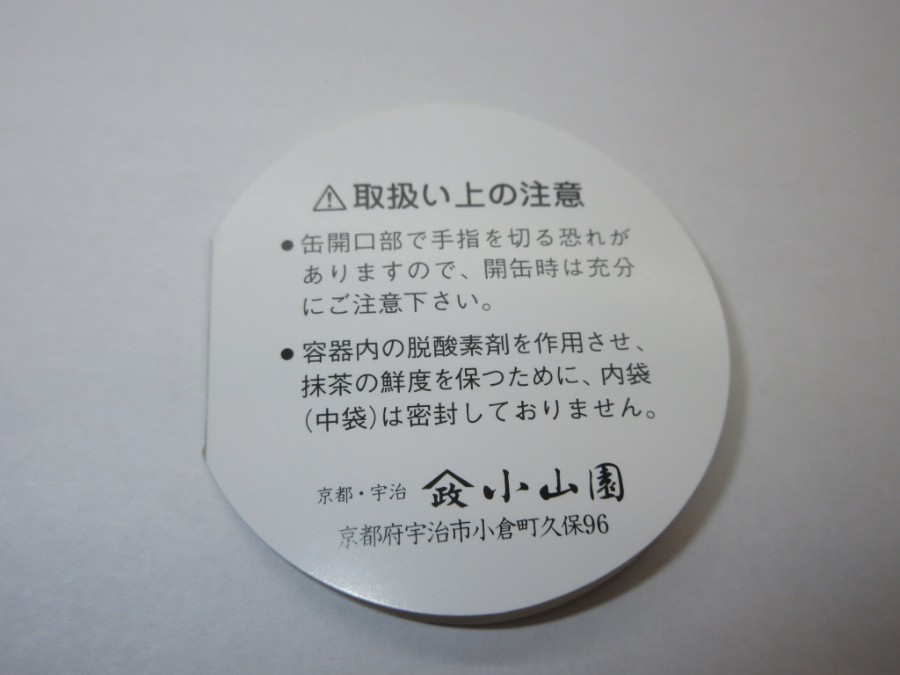 ⚠取扱い上の注意
●缶開口部で手指を切る恐れが
ありますので、開缶時は充分
にご注意下さい。
●容器内の脱酸素剤を作用させ、
抹茶の鮮度を保つために、内袋
(中袋)は密封しておりません。
京都・宇治 政 小山園
京都府宇治市小倉町久保96